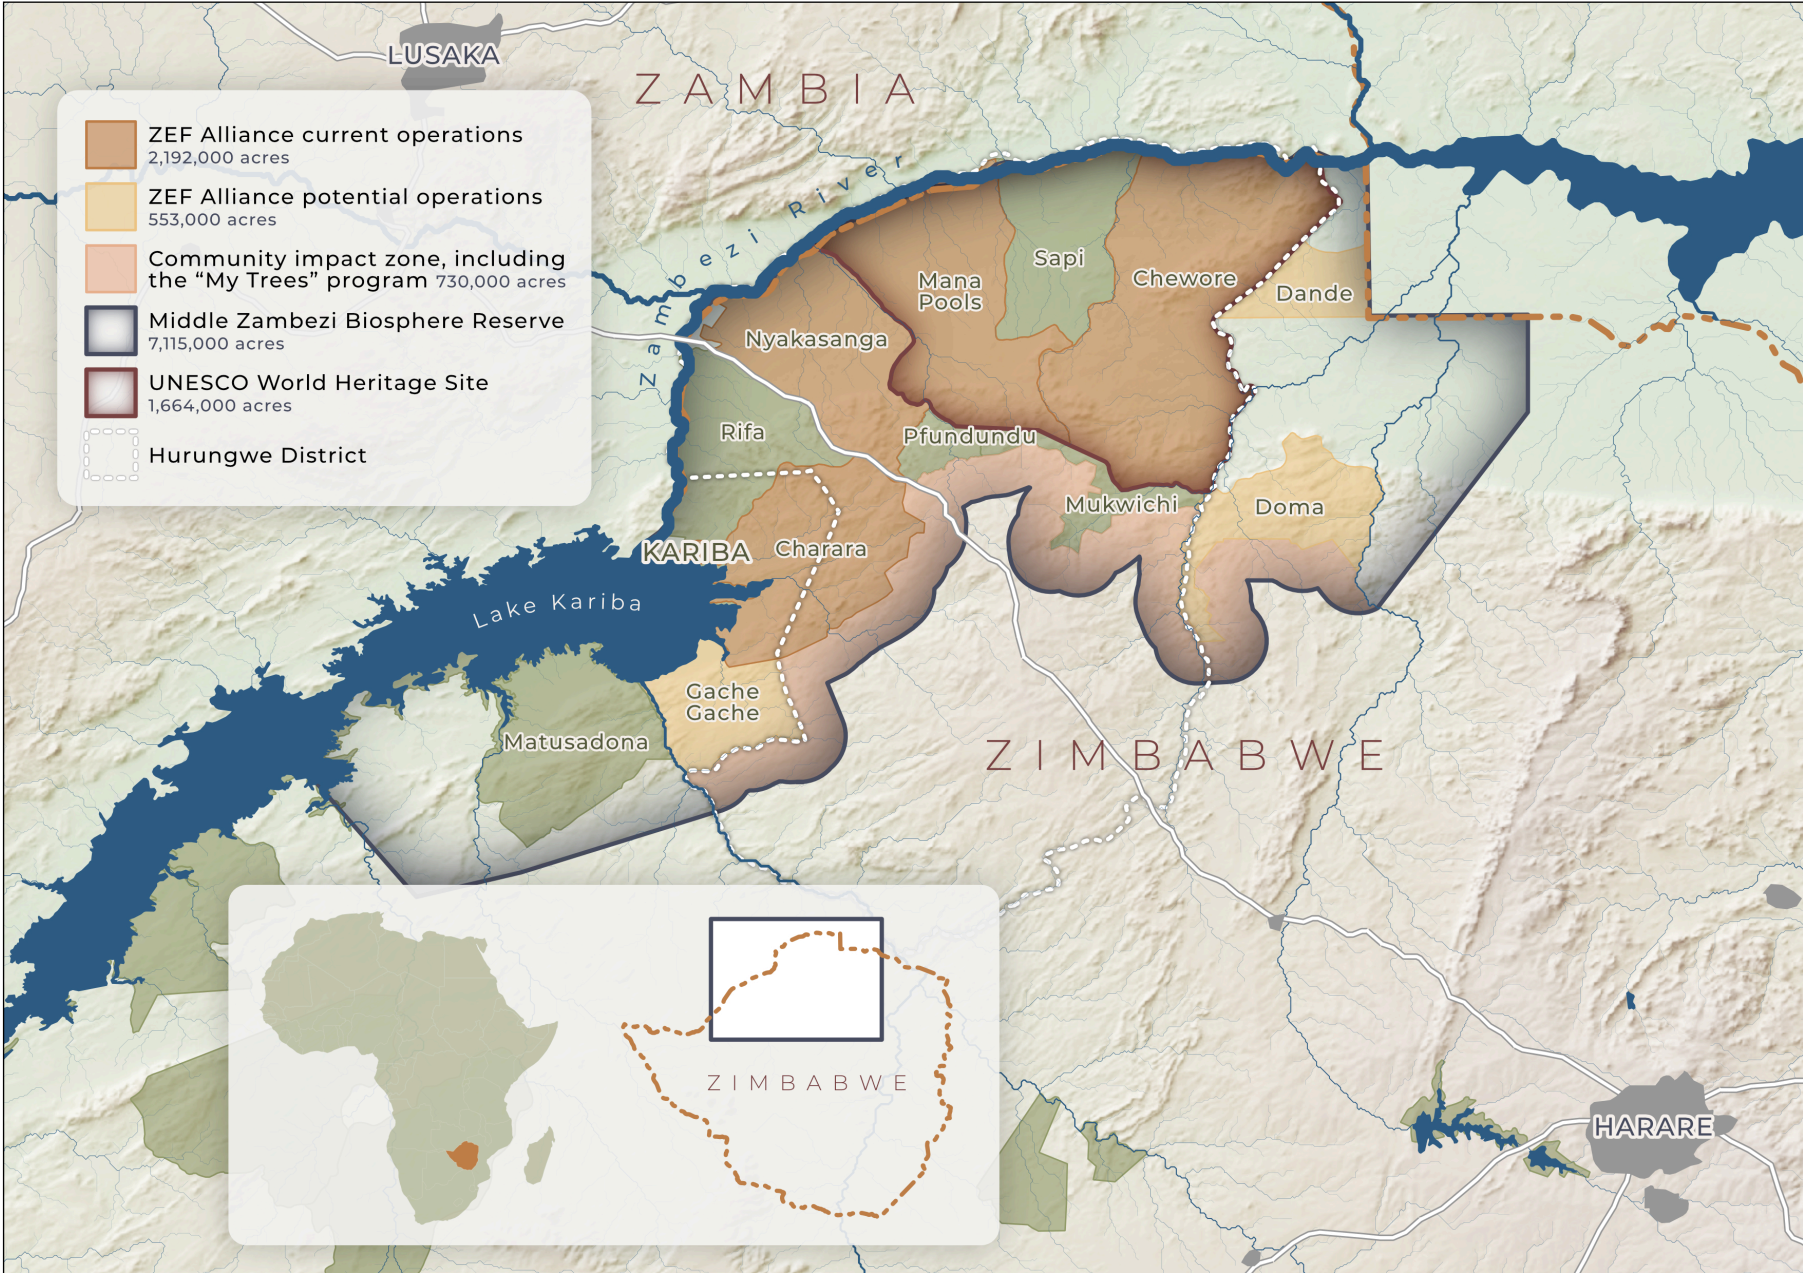 LUSAKA
ZAMBIA
ZEF Alliance current operations
2,192,000 acres
ZEF Alliance potential operations
553,000 acres
Community impact zone, including
the “My Trees” program 730,000 acres
Middle Zambezi Biosphere Reserve
7,115,000 acres
UNESCO World Heritage Site
1,664,000 acres
Hurungwe District
Zambezi River
Sapi
Mana
Pools
Chewore
Dande
Nyakasanga
Rifa
Pfundundu
Mukwichi
Doma
KARIBA
Charara
Lake Kariba
Gache
Gache
Matusadona
ZIMBABWE
ZIMBABWE
HARARE